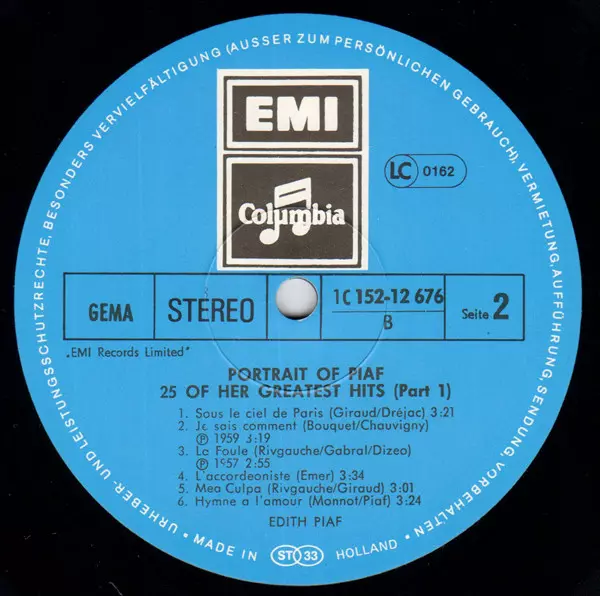 URHEBER- UND LEISTUNGSSCHUTZRECHTE, BESONDERS VERVIELFÄLTIGUNG (AUSSER ZUM PERSÖNLICHEN GEBRAUCH), VERMIETUNG, AUFFÜHRUNG, SENDUNG, VORBEHALTEN
EMI
Columbia
LC 0162
GEMA
STEREO
1C 152-12 676
B
Seite 2
„EMI Records Limited"
PORTRAIT OF PIAF
25 OF HER GREATEST HITS (Part 1)
1. Sous le ciel de Paris (Giraud/Dréjac) 3:21
2. Je sais comment (Bouquet/Chauvigny)
Ⓟ 1959 3:19
3. La Foule (Rivgauche/Gabral/Dizeo)
Ⓟ 1957 2:55
4. L'accordeoniste (Emer) 3:34
5. Mea Culpa (Rivgauche/Giraud) 3:01
6. Hymne a l'amour (Monnot/Piaf) 3:24
EDITH PIAF
MADE IN ST 33 HOLLAND